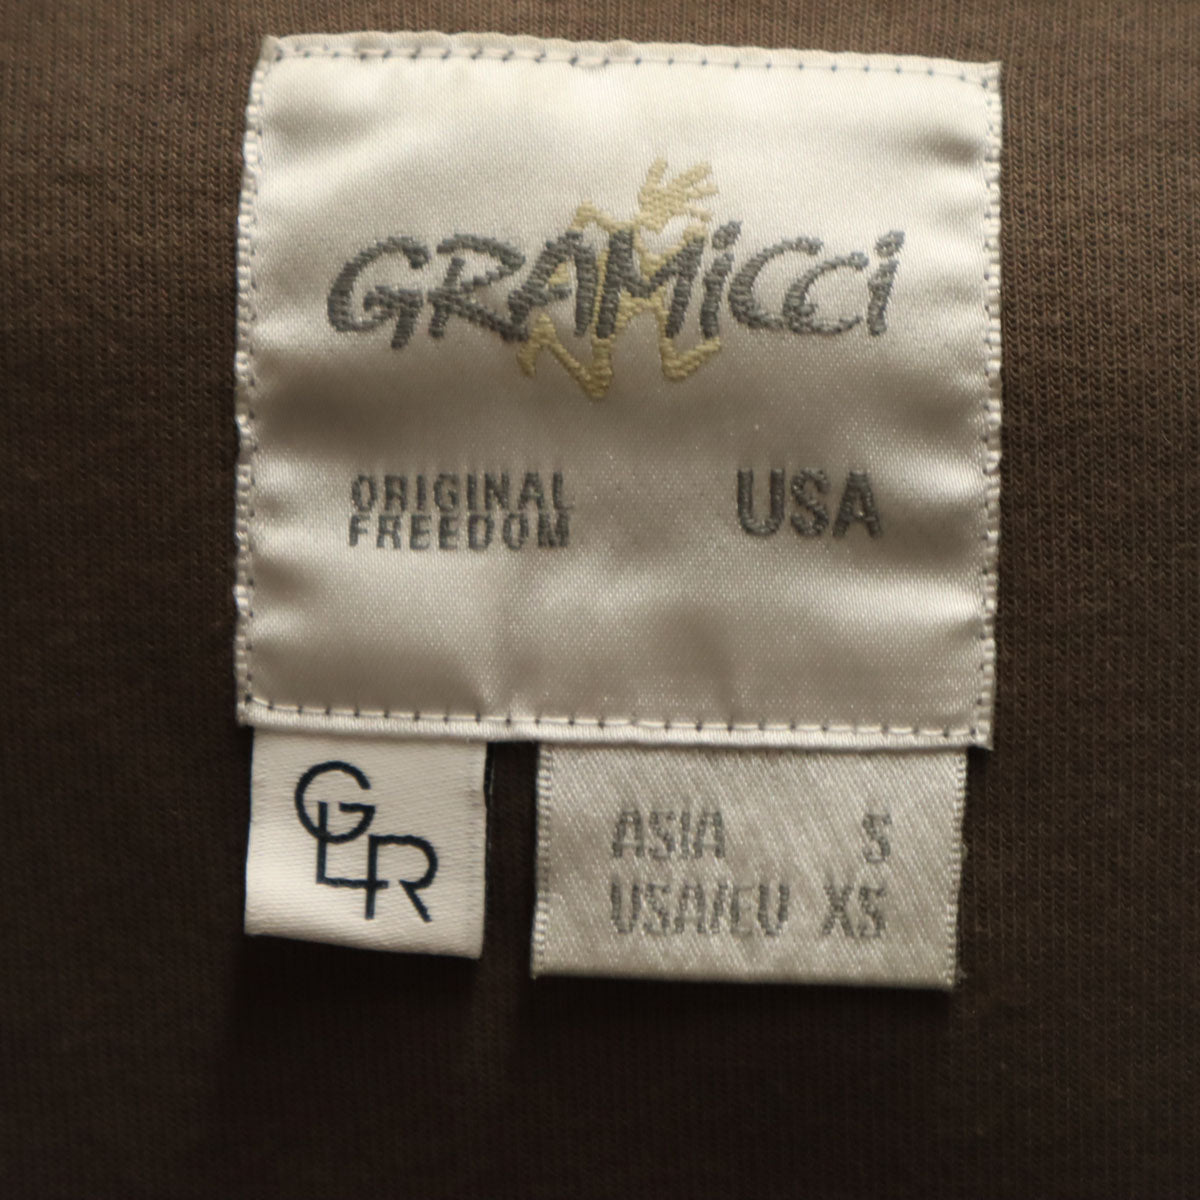 GRAMiCCi
ORIGINAL
FREEDOM
USA
GLR
ASIA S
USA/EU XS